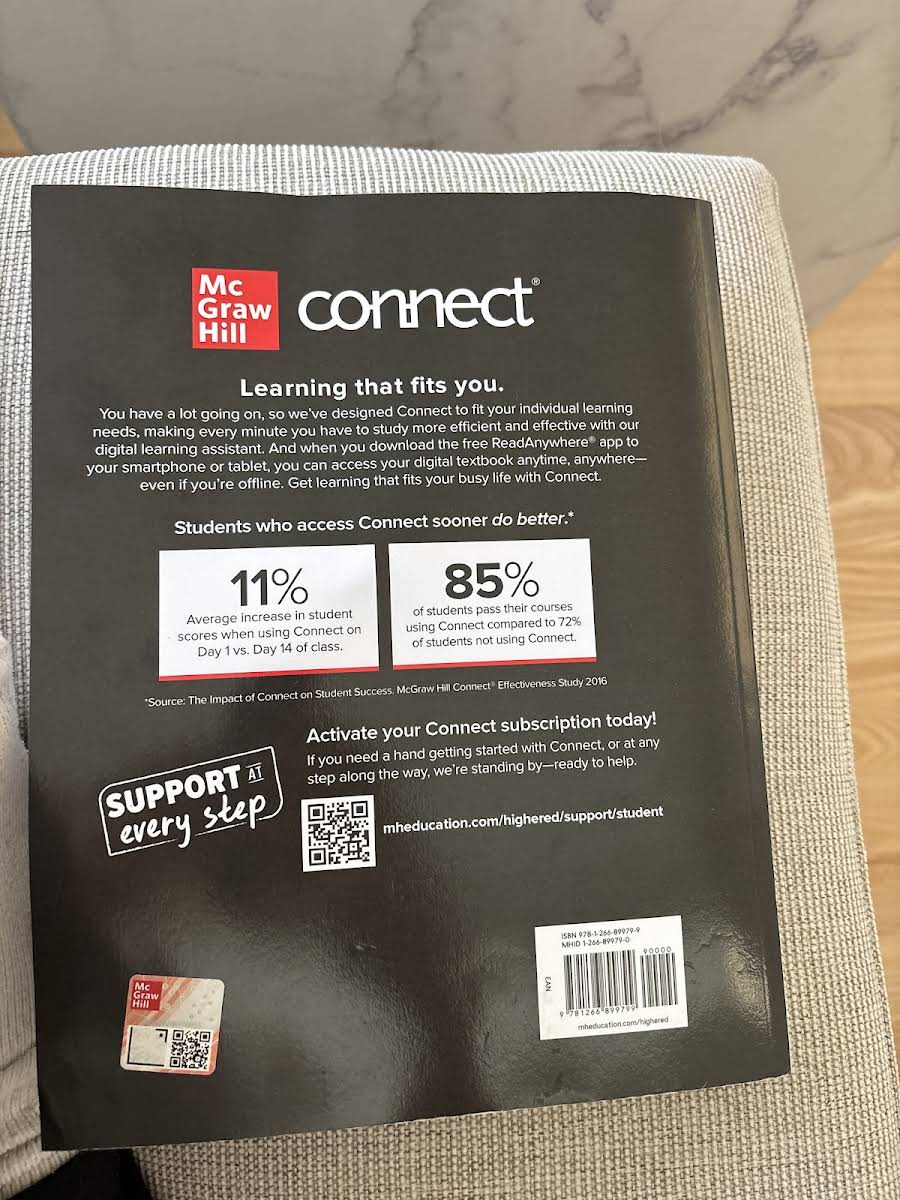 Mc
Graw
Hill
connect®
Learning that fits you.
You have a lot going on, so we've designed Connect to fit your individual learning
needs, making every minute you have to study more efficient and effective with our
digital learning assistant. And when you download the free ReadAnywhere® app to
your smartphone or tablet, you can access your digital textbook anytime, anywhere—
even if you're offline. Get learning that fits your busy life with Connect.
Students who access Connect sooner do better.*
11%
Average increase in student
scores when using Connect on
Day 1 vs. Day 14 of class.
85%
of students pass their courses
using Connect compared to 72%
of students not using Connect.
*Source: The Impact of Connect on Student Success. McGraw Hill Connect® Effectiveness Study 2016
Activate your Connect subscription today!
If you need a hand getting started with Connect, or at any
step along the way, we're standing by—ready to help.
SUPPORT AT
every step
mheducation.com/highered/support/student
ISBN 978-1-266-89979-9
MHID 1-266-89979-0
90000
EAN
9 781266 899799
mheducation.com/highered
Mc
Graw
Hill